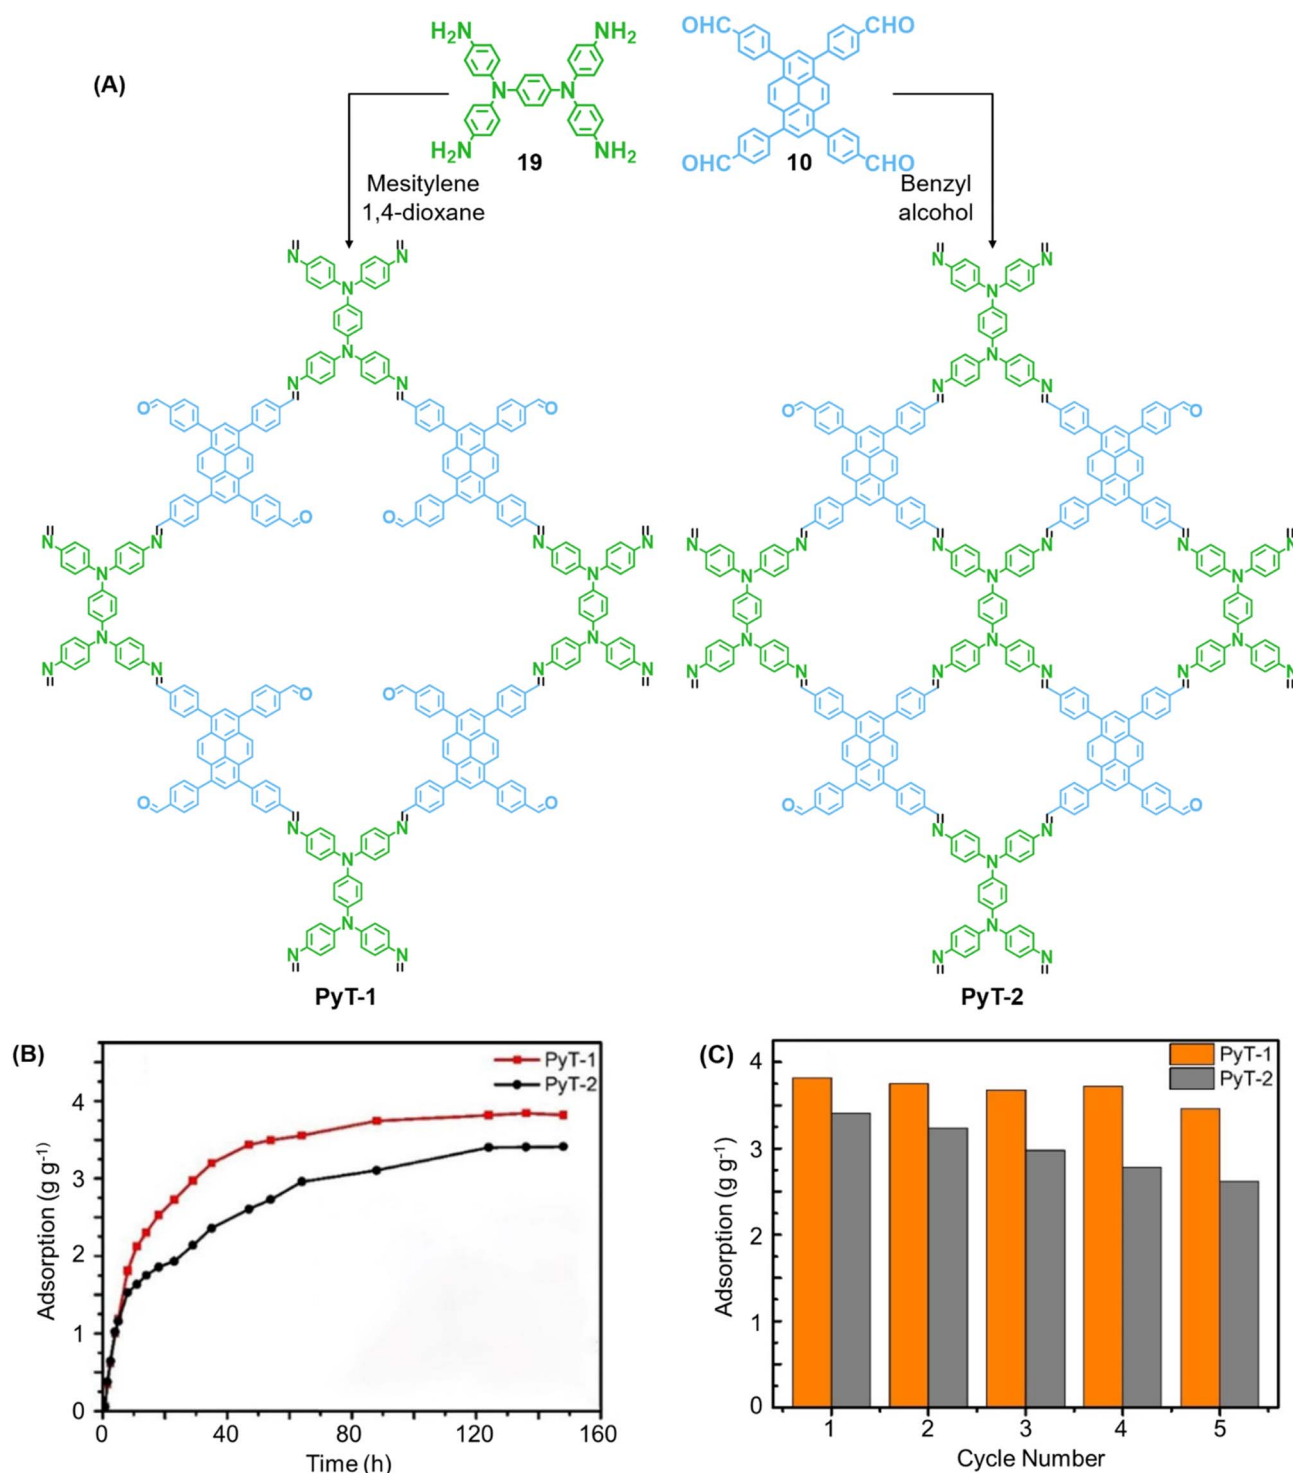 (A)
H₂N NH₂
N N
H₂N NH₂
19
OHC CHO
OHC CHO
10
Mesitylene
1,4-dioxane
Benzyl
alcohol
N N N N
N N
N N
N N N N
O O O O
O O
N N N N N N N N N N
N N N N N
N N N N N
N N N N N N N N N N
O O
O O O O
N N N N
N N
N N
N N N N
PyT-1
PyT-2
(B)
PyT-1
PyT-2
Adsorption (g g⁻¹)
4
3
2
1
0
0 40 80 120 160
Time (h)
(C)
PyT-1
PyT-2
Adsorption (g g⁻¹)
4
3
2
1
0
1 2 3 4 5
Cycle Number